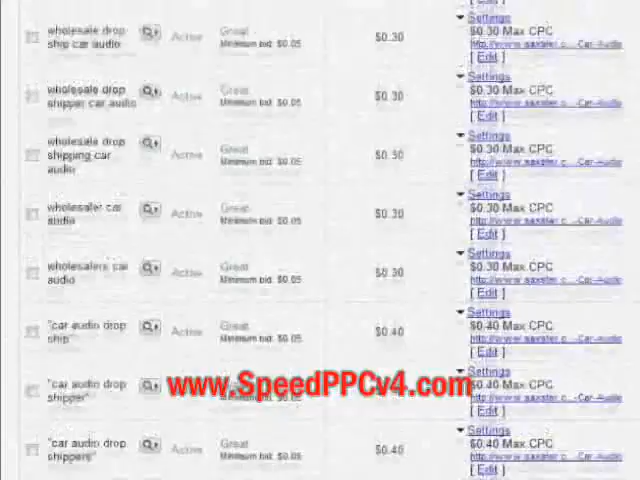 Settings
wholesale drop
ship car audio
Active
Great
Minimum bid: $0.05
$0.30
$0.30 Max CPC
[ Edit ]
Settings
wholesale drop
shipper car audio
Active
Great
Minimum bid: $0.05
$0.30
$0.30 Max CPC
[ Edit ]
Settings
wholesale drop
shipping car
audio
Active
Great
Minimum bid: $0.05
$0.30
$0.30 Max CPC
[ Edit ]
Settings
wholesaler car
audio
Active
Great
Minimum bid: $0.05
$0.30
$0.30 Max CPC
[ Edit ]
Settings
wholesalers car
audio
Active
Great
Minimum bid: $0.05
$0.30
$0.30 Max CPC
[ Edit ]
Settings
"car audio drop
ship"
Active
Great
Minimum bid: $0.05
$0.40
$0.40 Max CPC
[ Edit ]
Settings
"car audio drop
shipper"
www.SpeedPPCv4.com
$0.40 Max CPC
[ Edit ]
Settings
"car audio drop
shippers"
Active
Great
Minimum bid: $0.05
$0.40
$0.40 Max CPC
[ Edit ]